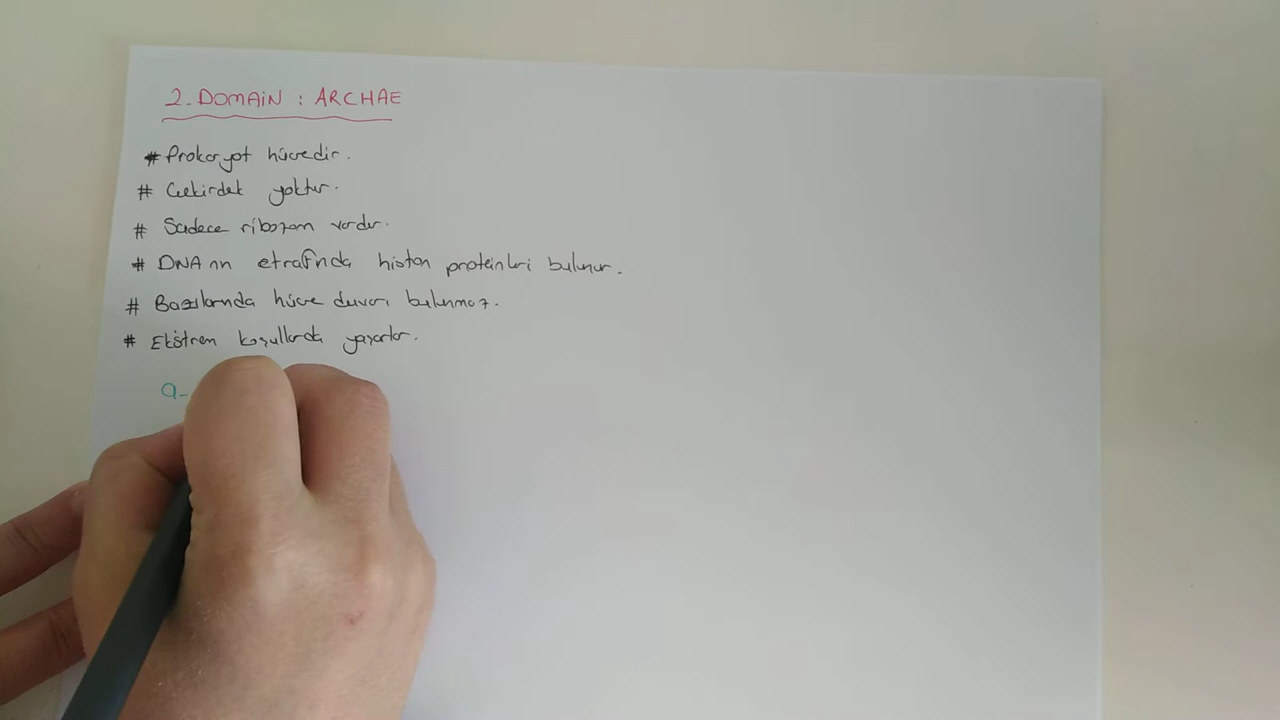 2. DOMAiN : ARCHAE
# Prokaryot hücredir.
# Çekirdek yoktur.
# Sadece ribozom vardır.
# DNA nın etrafında histon proteinleri bulunur.
# Bazılarında hücre duvarı bulunmaz.
# Ekstrem koşullarda yaşarlar.
a-